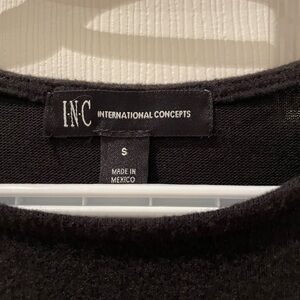 I·N·C INTERNATIONAL CONCEPTS
S
MADE IN
MEXICO